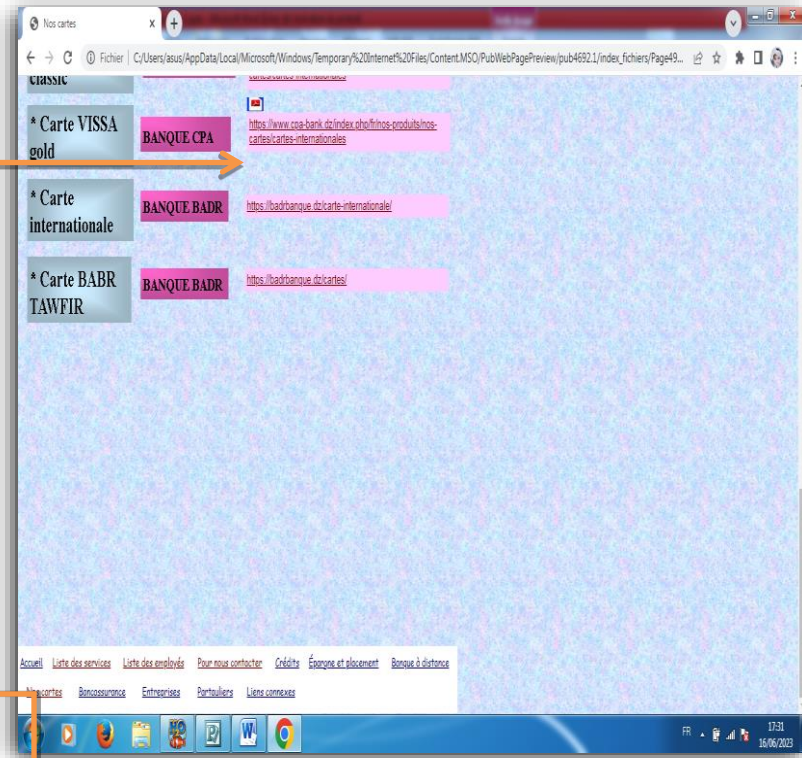 Nos cartes
Fichier | C:/Users/asus/AppData/Local/Microsoft/Windows/Temporary%20Internet%20Files/Content.MSO/PubWebPagePreview/pub4692.1/index_fichiers/Page49...
classic
cartes/cartes-internationales
* Carte VISSA
gold
BANQUE CPA
https://www.cpa-bank.dz/index.php/fr/nos-produits/nos-
cartes/cartes-internationales
* Carte
internationale
BANQUE BADR
https://badrbanque.dz/carte-internationale/
* Carte BABR
TAWFIR
BANQUE BADR
https://badrbanque.dz/cartes/
Accueil Liste des services Liste des employés Pour nous contacter Crédits Épargne et placement Banque à distance
Nos cartes Bancassurance Entreprises Partauliers Liens connexes
FR
17:31
16/06/2023